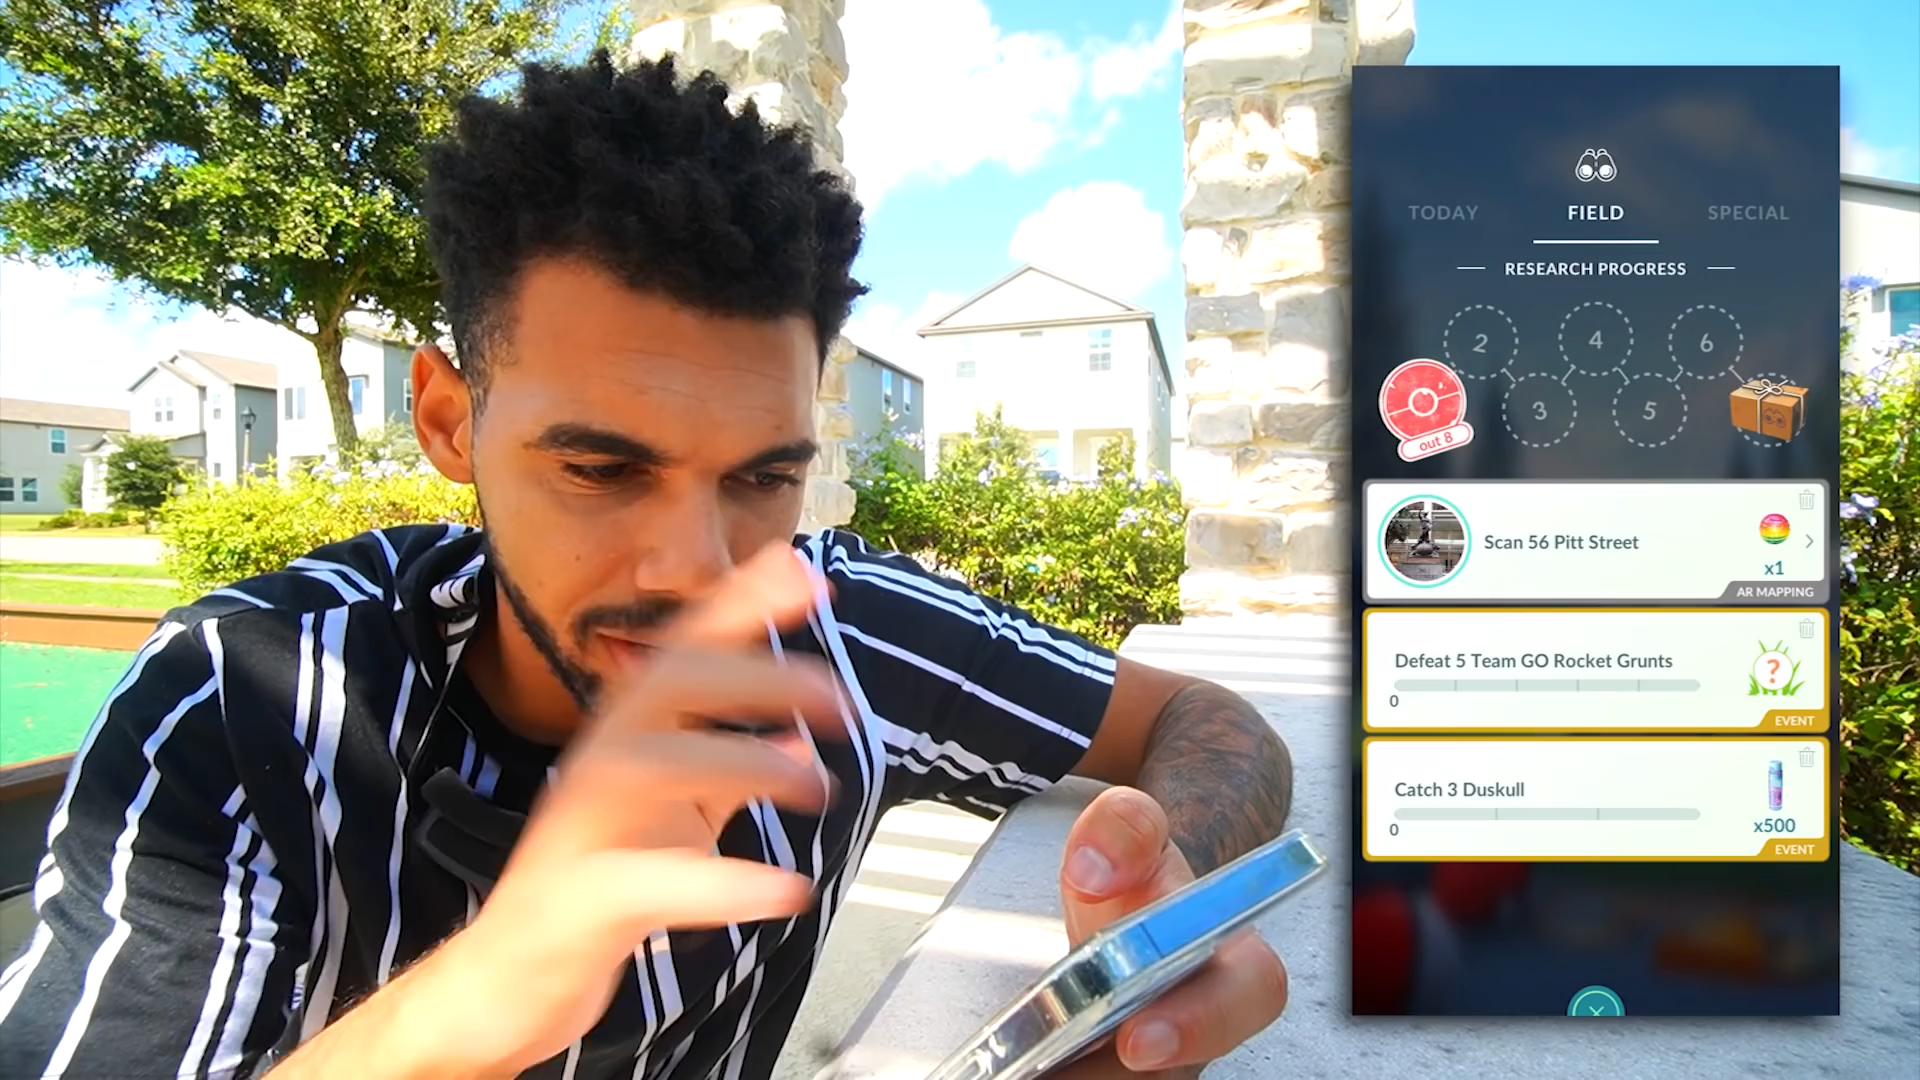 TODAY
FIELD
SPECIAL
RESEARCH PROGRESS
2
4
6
3
5
out 8
Scan 56 Pitt Street
x1
AR MAPPING
Defeat 5 Team GO Rocket Grunts
?
0
EVENT
Catch 3 Duskull
0
x500
EVENT